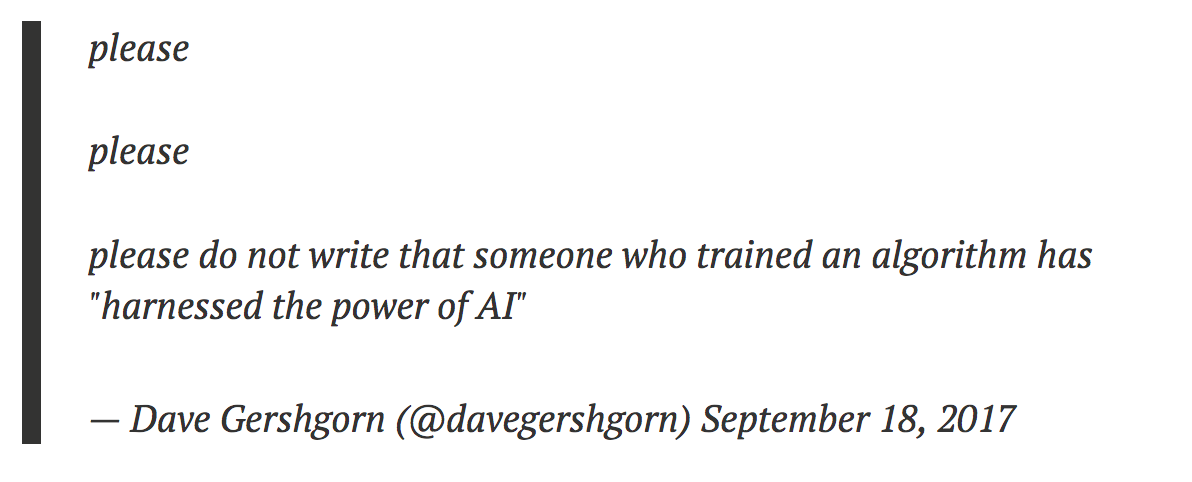 please
please
please do not write that someone who trained an algorithm has
"harnessed the power of AI"
— Dave Gershgorn (@davegershgorn) September 18, 2017